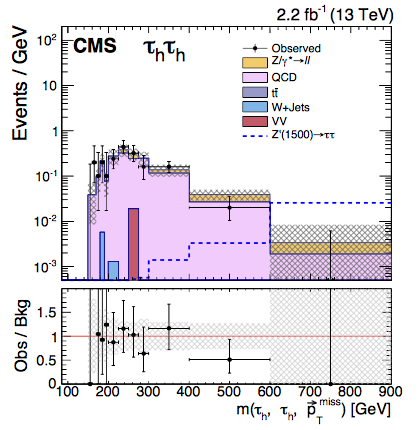 2.2 fb⁻¹ (13 TeV)
CMS τₕτₕ
Observed
Z/γ*→ll
QCD
tt̄
W+Jets
VV
Z'(1500)→ττ
Events / GeV
10²
10
1
10⁻¹
10⁻²
10⁻³
Obs / Bkg
2
1.5
1
0.5
0
100 200 300 400 500 600 700 800 900
m(τₕ, τₕ, p⃗ₜᵐⁱˢˢ) [GeV]